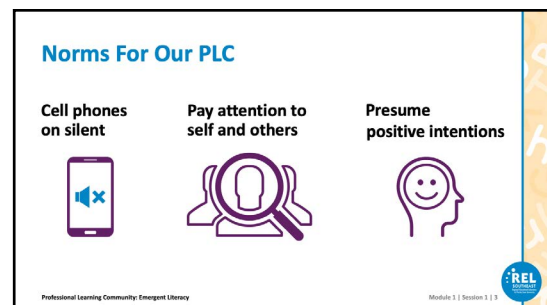 Norms For Our PLC
Cell phones
on silent
Pay attention to
self and others
Presume
positive intentions
Professional Learning Community: Emergent Literacy
Module 1 | Session 1 | 3
REL
SOUTHEAST